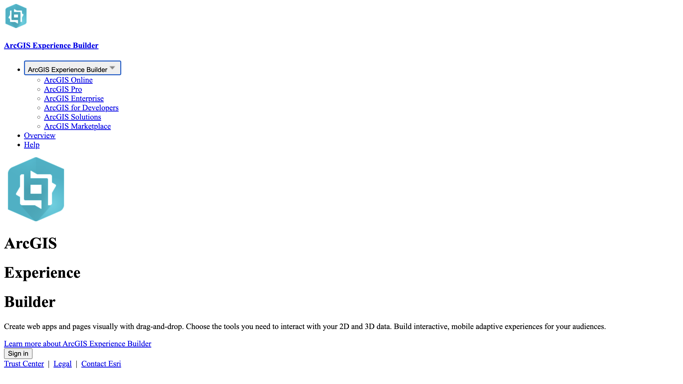 ArcGIS Experience Builder
ArcGIS Experience Builder
ArcGIS Online
ArcGIS Pro
ArcGIS Enterprise
ArcGIS for Developers
ArcGIS Solutions
ArcGIS Marketplace
Overview
Help
ArcGIS
Experience
Builder
Create web apps and pages visually with drag-and-drop. Choose the tools you need to interact with your 2D and 3D data. Build interactive, mobile adaptive experiences for your audiences.
Learn more about ArcGIS Experience Builder
Sign in
Trust Center | Legal | Contact Esri